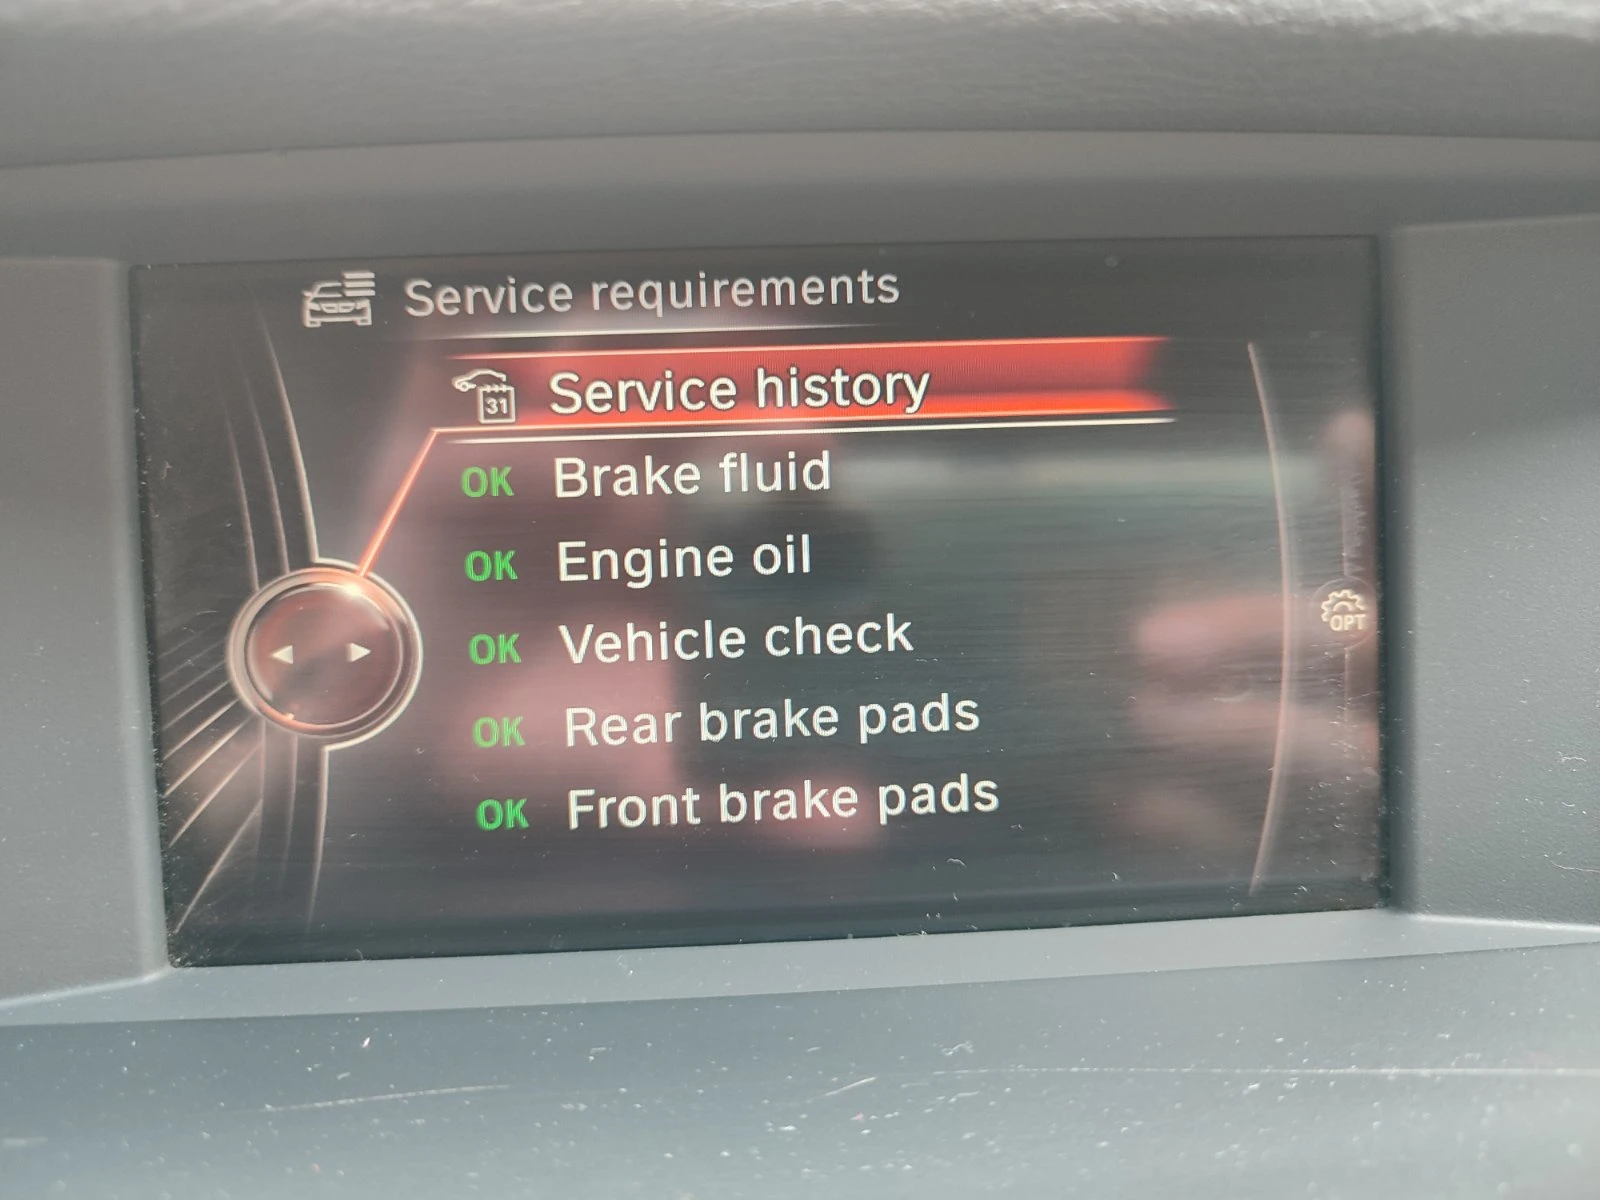 Service requirements
31 Service history
OK Brake fluid
OK Engine oil
OK Vehicle check
OPT
OK Rear brake pads
OK Front brake pads